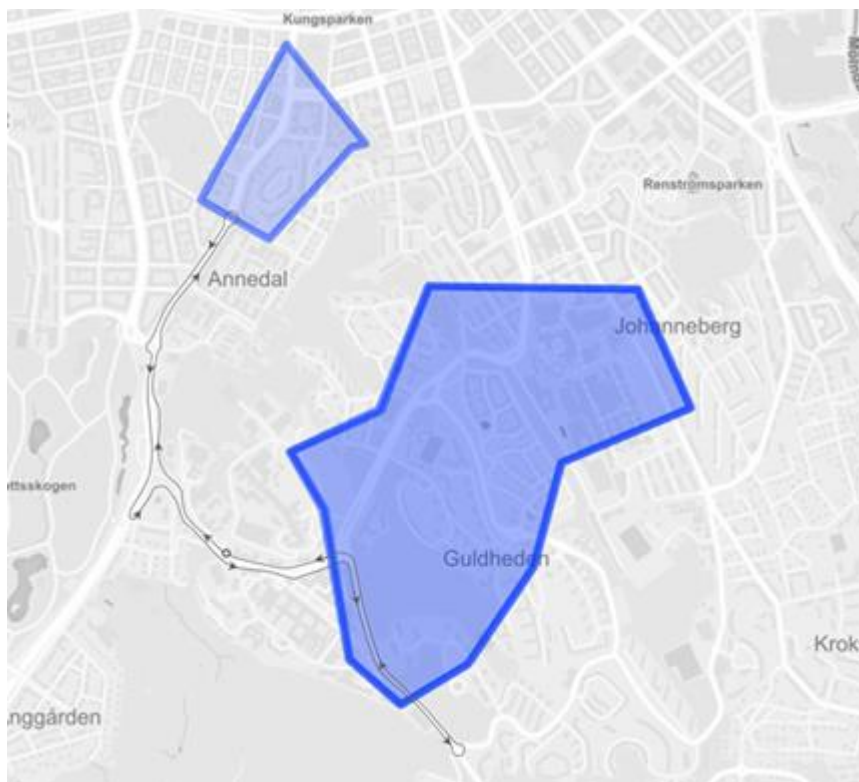 Kungsparken
Renströmsparken
Annedal
Johanneberg
ttsskogen
Guldheden
Krok
nggården